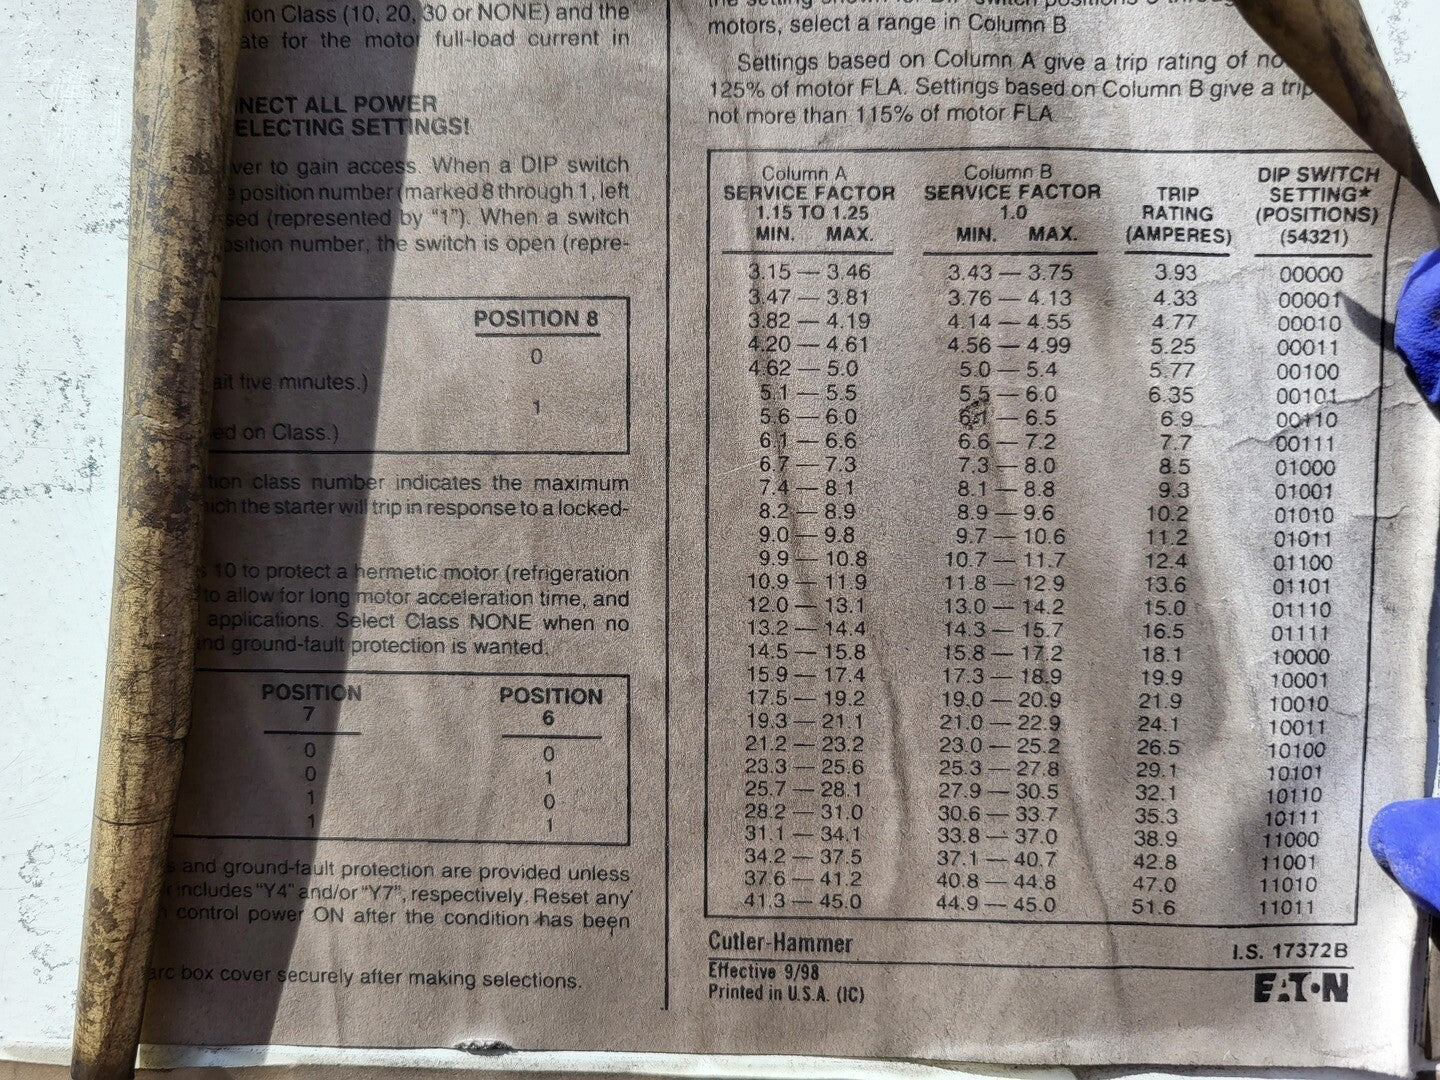 ion Class (10, 20, 30 or NONE) and the
ate for the motor full-load current in
NECT ALL POWER
ELECTING SETTINGS!
ver to gain access. When a DIP switch
position number (marked 8 through 1, left
sed (represented by "1"). When a switch
sition number, the switch is open (repre-
POSITION 8
0
ait five minutes.)
1
ed on Class.)
tion class number indicates the maximum
ich the starter will trip in response to a locked-
s 10 to protect a hermetic motor (refrigeration
to allow for long motor acceleration time, and
applications. Select Class NONE when no
and ground-fault protection is wanted.
POSITION POSITION
7 6
0 0
0 1
1 0
1 1
s and ground-fault protection are provided unless
r includes "Y4" and/or "Y7", respectively. Reset any
control power ON after the condition has been
arc box cover securely after making selections.
the setting shown for DIP switch positions 5 through
motors, select a range in Column B
Settings based on Column A give a trip rating of no
125% of motor FLA. Settings based on Column B give a trip
not more than 115% of motor FLA
Column A Column B DIP SWITCH
SERVICE FACTOR SERVICE FACTOR TRIP SETTING*
1.15 TO 1.25 1.0 RATING (POSITIONS)
MIN. MAX. MIN. MAX. (AMPERES) (54321)
3.15 — 3.46 3.43 — 3.75 3.93 00000
3.47 — 3.81 3.76 — 4.13 4.33 00001
3.82 — 4.19 4.14 — 4.55 4.77 00010
4.20 — 4.61 4.56 — 4.99 5.25 00011
4.62 — 5.0 5.0 — 5.4 5.77 00100
5.1 — 5.5 5.5 — 6.0 6.35 00101
5.6 — 6.0 6.1 — 6.5 6.9 00110
6.1 — 6.6 6.6 — 7.2 7.7 00111
6.7 — 7.3 7.3 — 8.0 8.5 01000
7.4 — 8.1 8.1 — 8.8 9.3 01001
8.2 — 8.9 8.9 — 9.6 10.2 01010
9.0 — 9.8 9.7 — 10.6 11.2 01011
9.9 — 10.8 10.7 — 11.7 12.4 01100
10.9 — 11.9 11.8 — 12.9 13.6 01101
12.0 — 13.1 13.0 — 14.2 15.0 01110
13.2 — 14.4 14.3 — 15.7 16.5 01111
14.5 — 15.8 15.8 — 17.2 18.1 10000
15.9 — 17.4 17.3 — 18.9 19.9 10001
17.5 — 19.2 19.0 — 20.9 21.9 10010
19.3 — 21.1 21.0 — 22.9 24.1 10011
21.2 — 23.2 23.0 — 25.2 26.5 10100
23.3 — 25.6 25.3 — 27.8 29.1 10101
25.7 — 28.1 27.9 — 30.5 32.1 10110
28.2 — 31.0 30.6 — 33.7 35.3 10111
31.1 — 34.1 33.8 — 37.0 38.9 11000
34.2 — 37.5 37.1 — 40.7 42.8 11001
37.6 — 41.2 40.8 — 44.8 47.0 11010
41.3 — 45.0 44.9 — 45.0 51.6 11011
Cutler-Hammer I.S. 17372B
Effective 9/98
Printed in U.S.A. (IC) EATON